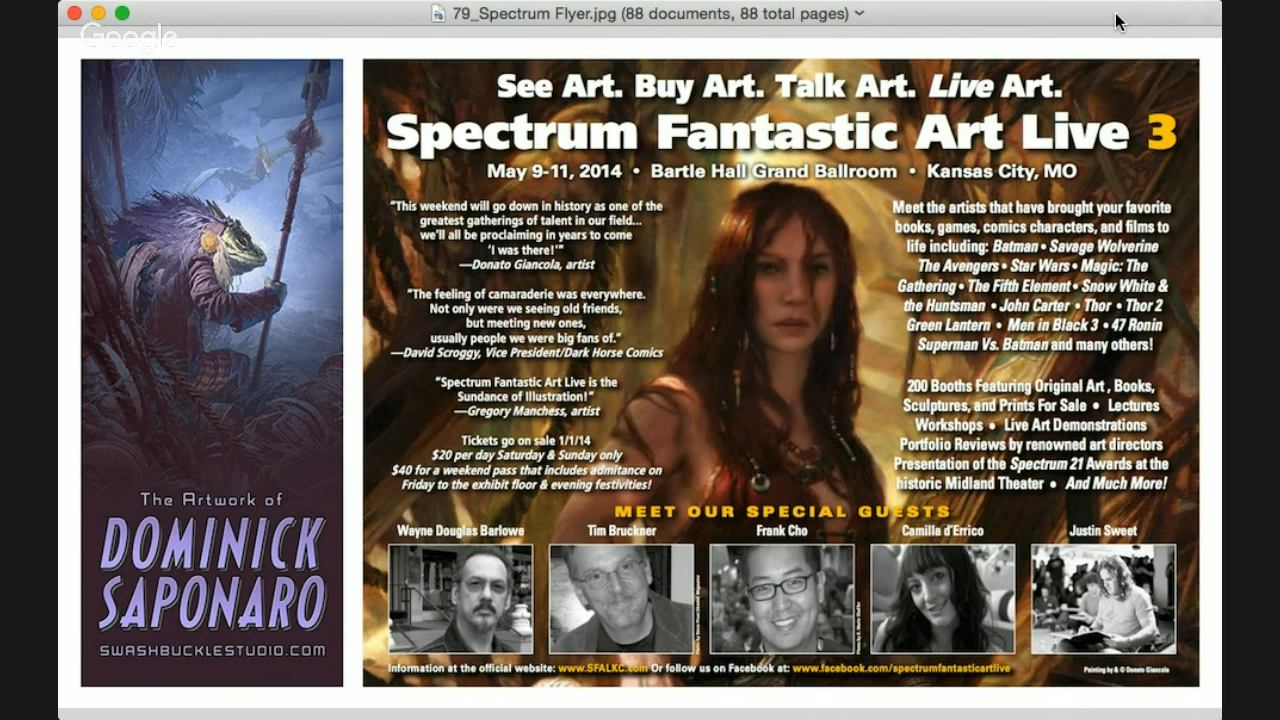 79_Spectrum Flyer.jpg (88 documents, 88 total pages)
Google
The Artwork of
DOMINICK
SAPONARO
SWASHBUCKLESTUDIO.COM
See Art. Buy Art. Talk Art. Live Art.
Spectrum Fantastic Art Live 3
May 9-11, 2014 • Bartle Hall Grand Ballroom • Kansas City, MO
"This weekend will go down in history as one of the
greatest gatherings of talent in our field...
we'll all be proclaiming in years to come
'I was there!'"
—Donato Giancola, artist
"The feeling of camaraderie was everywhere.
Not only were we seeing old friends,
but meeting new ones,
usually people we were big fans of."
—David Scroggy, Vice President/Dark Horse Comics
"Spectrum Fantastic Art Live is the
Sundance of Illustration!"
—Gregory Manchess, artist
Tickets go on sale 1/1/14
$20 per day Saturday & Sunday only
$40 for a weekend pass that includes admitance on
Friday to the exhibit floor & evening festivities!
Meet the artists that have brought your favorite
books, games, comics characters, and films to
life including: Batman • Savage Wolverine
The Avengers • Star Wars • Magic: The
Gathering • The Fifth Element • Snow White &
the Huntsman • John Carter • Thor • Thor 2
Green Lantern • Men in Black 3 • 47 Ronin
Superman Vs. Batman and many others!
200 Booths Featuring Original Art , Books,
Sculptures, and Prints For Sale • Lectures
Workshops • Live Art Demonstrations
Portfolio Reviews by renowned art directors
Presentation of the Spectrum 21 Awards at the
historic Midland Theater • And Much More!
MEET OUR SPECIAL GUESTS
Wayne Douglas Barlowe
Tim Bruckner
Frank Cho
Camilla d'Errico
Justin Sweet
Information at the official website: www.SFALKC.com Or follow us on Facebook at: www.facebook.com/spectrumfantasticartlive
Painting by & © Donato Giancola